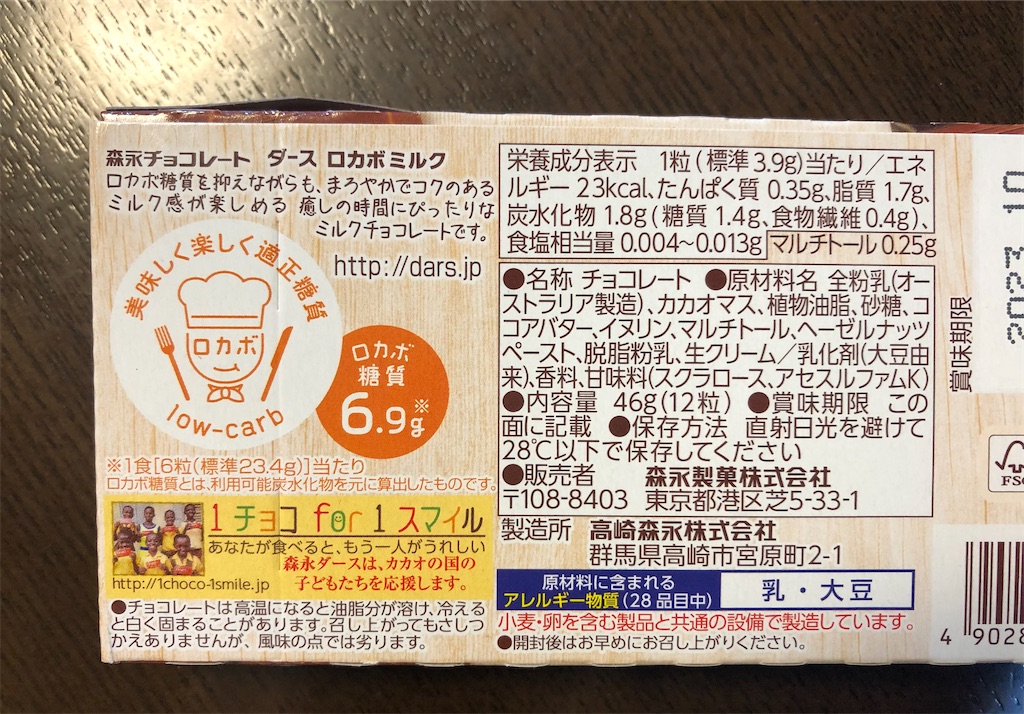 森永チョコレート ダース ロカボミルク
ロカボ糖質を抑えながらも、まろやかでコクのある
ミルク感が楽しめる 癒しの時間にぴったりな
ミルクチョコレートです。
http://dars.jp
美味しく楽しく適正糖質
ロカボ
low-carb
ロカボ
糖質
6.9g※
※1食[6粒(標準23.4g)]当たり
ロカボ糖質とは、利用可能炭水化物を元に算出したものです。
1チョコ for 1スマイル
あなたが食べると、もう一人がうれしい
森永ダースは、カカオの国の
子どもたちを応援します。
http://1choco-1smile.jp
●チョコレートは高温になると油脂分が溶け、冷える
と白く固まることがあります。召し上がってもさしつ
かえありませんが、風味の点では劣ります。
栄養成分表示 1粒(標準3.9g)当たり/エネ
ルギー 23kcal、たんぱく質 0.35g、脂質 1.7g、
炭水化物 1.8g(糖質 1.4g、食物繊維 0.4g)、
食塩相当量 0.004~0.013g マルチトール 0.25g
●名称 チョコレート ●原材料名 全粉乳(オー
ストラリア製造)、カカオマス、植物油脂、砂糖、コ
コアバター、イヌリン、マルチトール、ヘーゼルナッツ
ペースト、脱脂粉乳、生クリーム/乳化剤(大豆由
来)、香料、甘味料(スクラロース、アセスルファムK)
●内容量 46g(12粒) ●賞味期限 この
面に記載 ●保存方法 直射日光を避けて
28℃以下で保存してください
●販売者 森永製菓株式会社
〒108-8403 東京都港区芝5-33-1
製造所 高崎森永株式会社
群馬県高崎市宮原町2-1
原材料に含まれる
アレルギー物質(28品目中)
乳・大豆
小麦・卵を含む製品と共通の設備で製造しています。
●開封後はお早めにお召し上がりください。
賞味期限
2023 10
FSC
4 9028